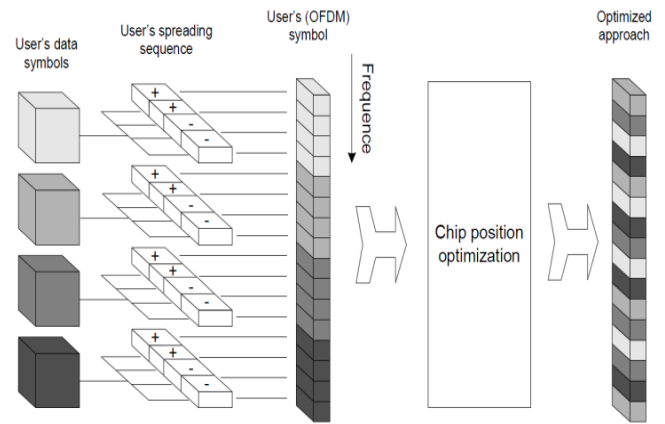 User's data
symbols
User's spreading
sequence
User's (OFDM)
symbol
Optimized
approach
Frequence
+
+
-
-
+
+
-
-
+
+
-
-
+
+
-
-
Chip position
optimization